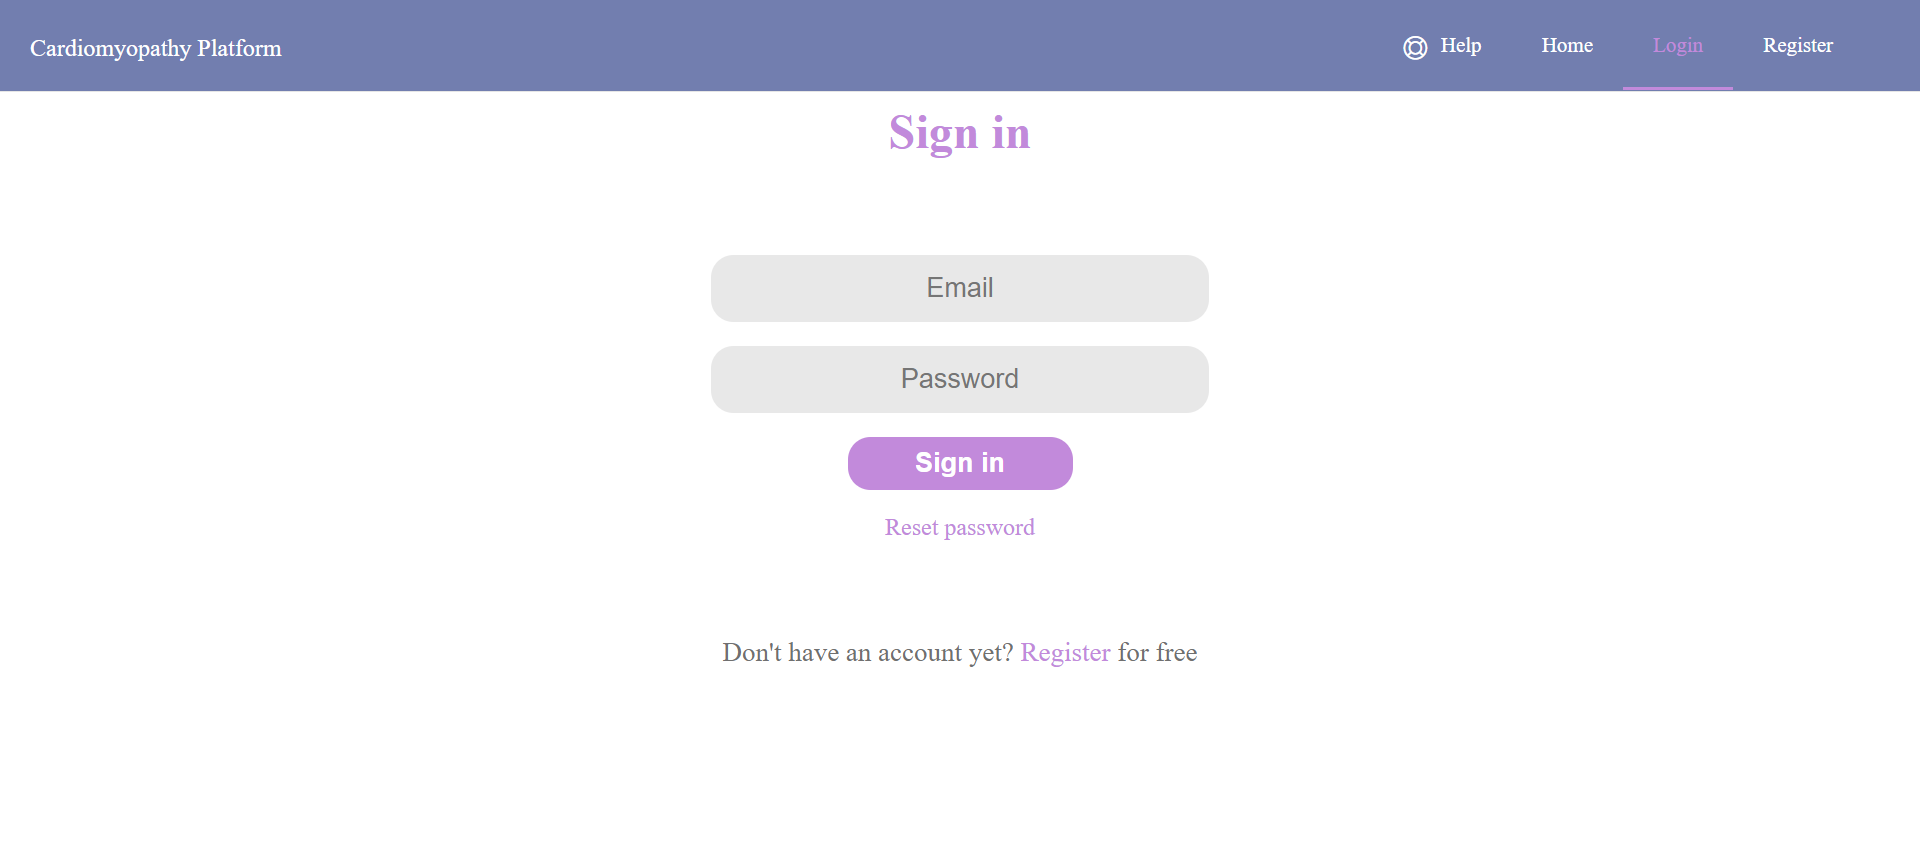 Cardiomyopathy Platform
Help
Home
Login
Register
Sign in
Email
Password
Sign in
Reset password
Don't have an account yet? Register for free